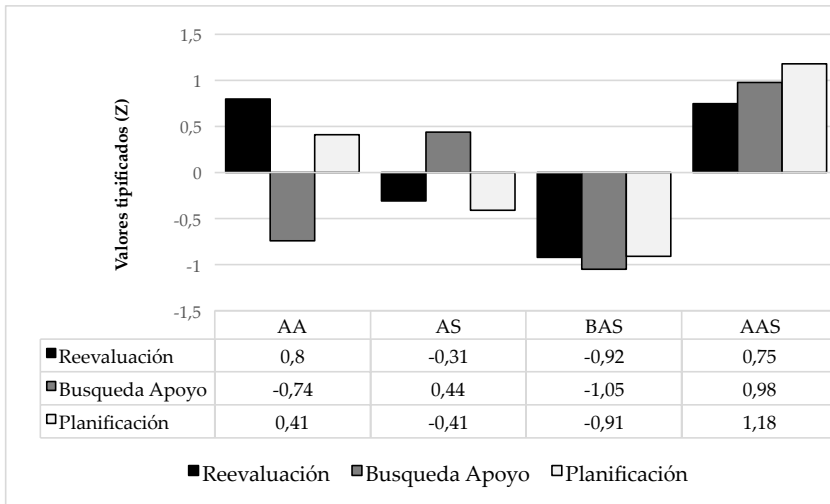 Valores tipificados (Z)
1,5
1
0,5
0
-0,5
-1
-1,5
AA AS BAS AAS
Reevaluación 0,8 -0,31 -0,92 0,75
Busqueda Apoyo -0,74 0,44 -1,05 0,98
Planificación 0,41 -0,41 -0,91 1,18
Reevaluación Busqueda Apoyo Planificación